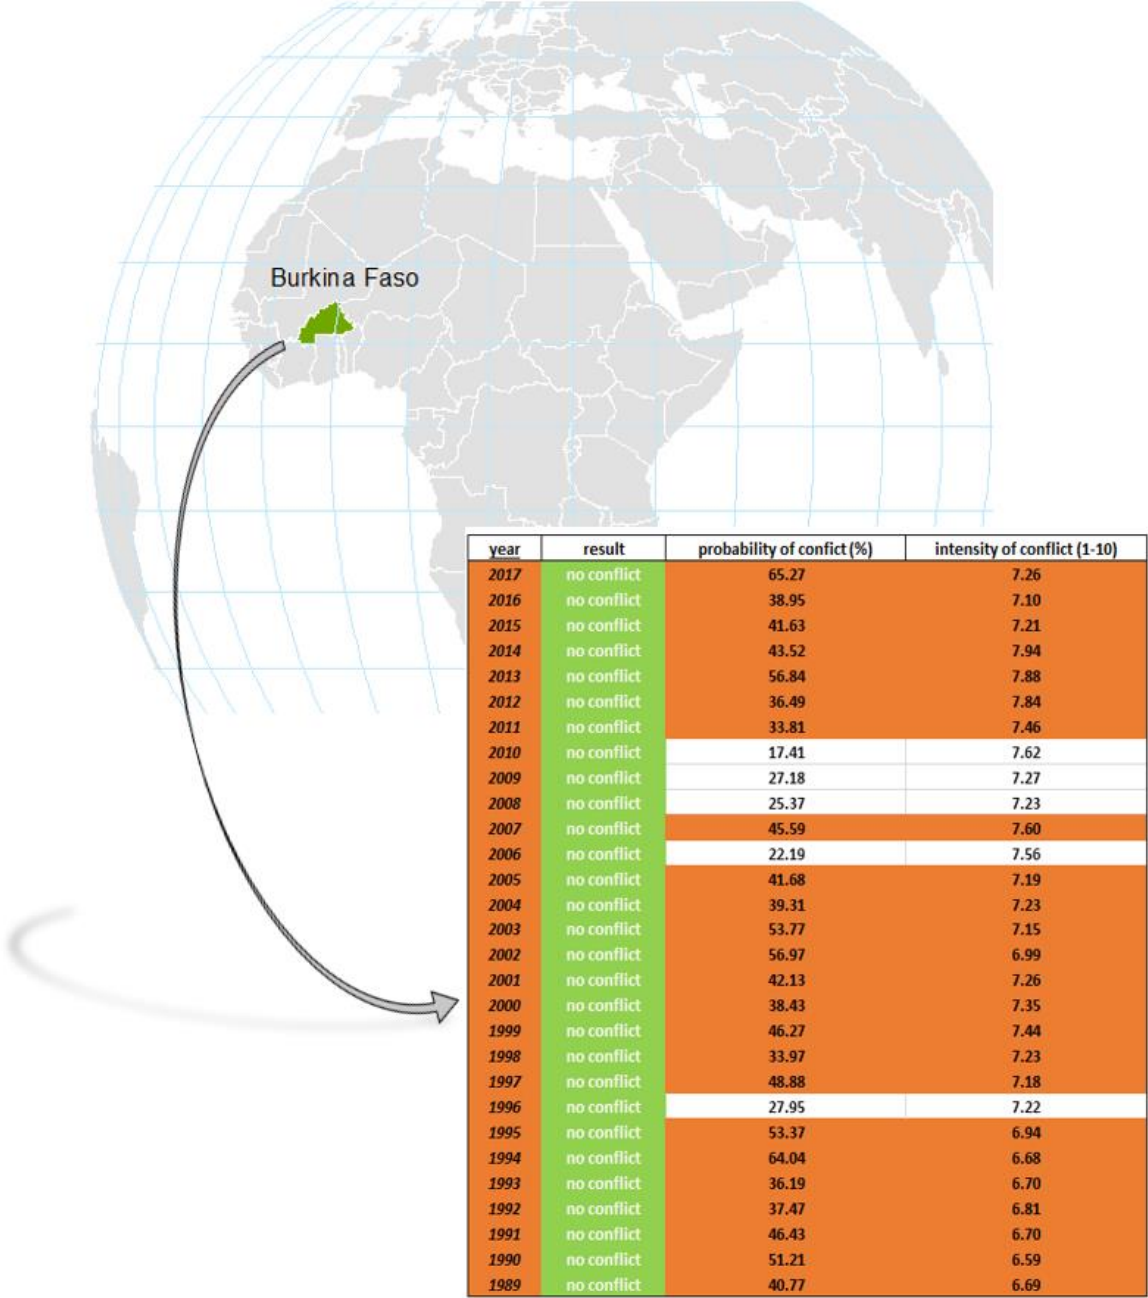 Burkina Faso
year result probability of confict (%) intensity of conflict (1-10)
2017 no conflict 65.27 7.26
2016 no conflict 38.95 7.10
2015 no conflict 41.63 7.21
2014 no conflict 43.52 7.94
2013 no conflict 56.84 7.88
2012 no conflict 36.49 7.84
2011 no conflict 33.81 7.46
2010 no conflict 17.41 7.62
2009 no conflict 27.18 7.27
2008 no conflict 25.37 7.23
2007 no conflict 45.59 7.60
2006 no conflict 22.19 7.56
2005 no conflict 41.68 7.19
2004 no conflict 39.31 7.23
2003 no conflict 53.77 7.15
2002 no conflict 56.97 6.99
2001 no conflict 42.13 7.26
2000 no conflict 38.43 7.35
1999 no conflict 46.27 7.44
1998 no conflict 33.97 7.23
1997 no conflict 48.88 7.18
1996 no conflict 27.95 7.22
1995 no conflict 53.37 6.94
1994 no conflict 64.04 6.68
1993 no conflict 36.19 6.70
1992 no conflict 37.47 6.81
1991 no conflict 46.43 6.70
1990 no conflict 51.21 6.59
1989 no conflict 40.77 6.69